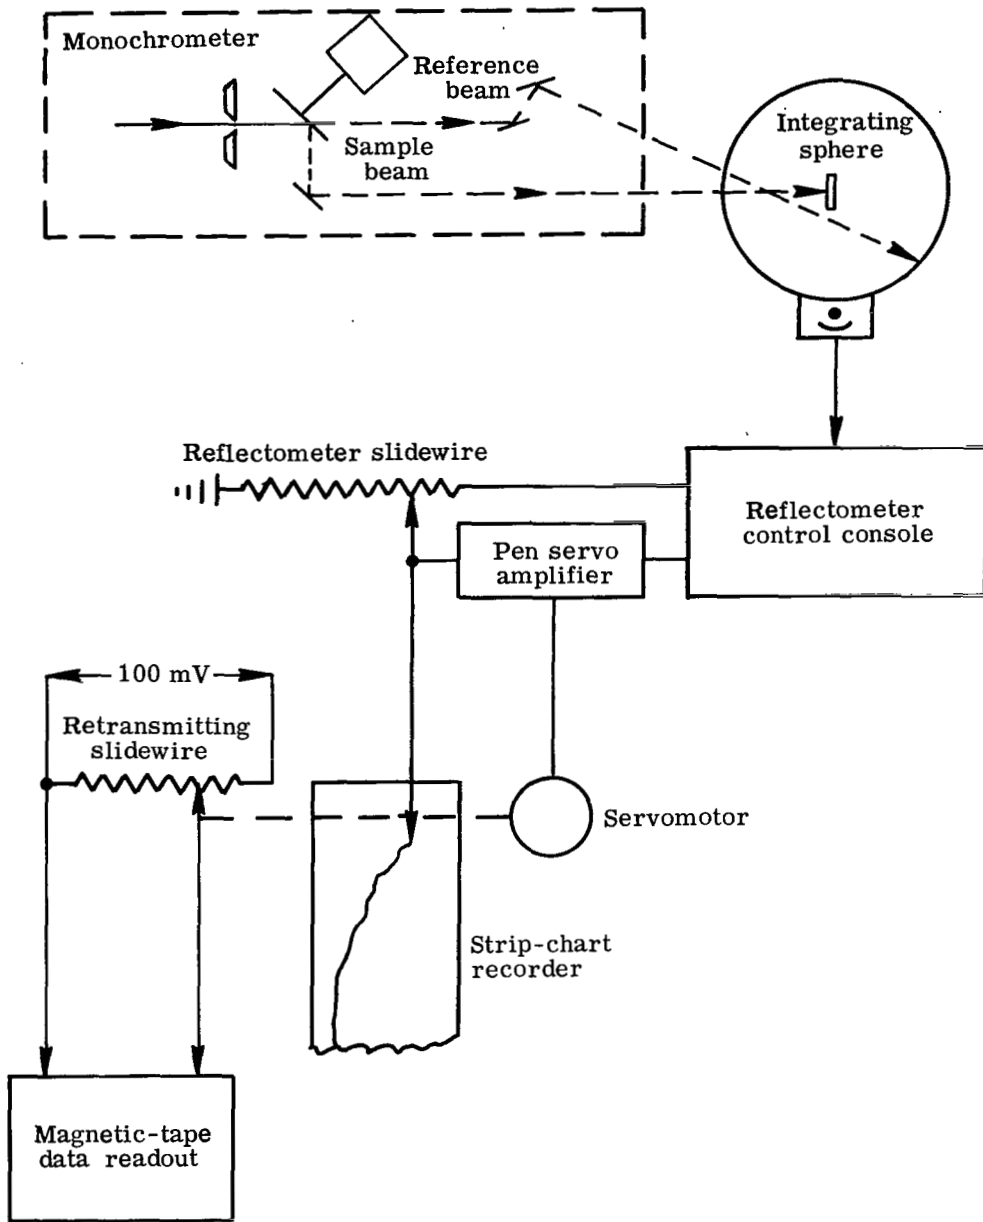 Monochrometer
Reference
beam
Sample
beam
Integrating
sphere
Reflectometer slidewire
Reflectometer
control console
Pen servo
amplifier
100 mV
Retransmitting
slidewire
Servomotor
Strip-chart
recorder
Magnetic-tape
data readout